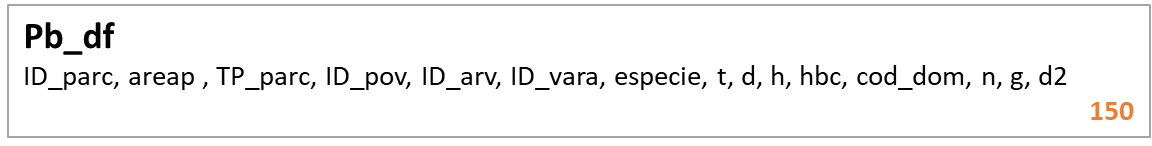 Pb_df
ID_parc, areap , TP_parc, ID_pov, ID_arv, ID_vara, especie, t, d, h, hbc, cod_dom, n, g, d2
150